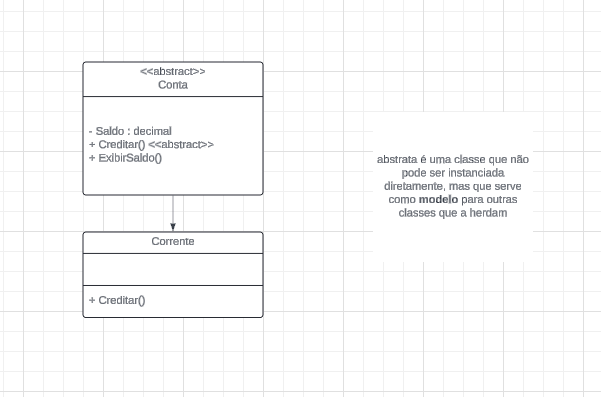 <<abstract>>
Conta
- Saldo : decimal
+ Creditar() <<abstract>>
+ ExibirSaldo()
Corrente
+ Creditar()
abstrata é uma classe que não
pode ser instanciada
diretamente, mas que serve
como modelo para outras
classes que a herdam